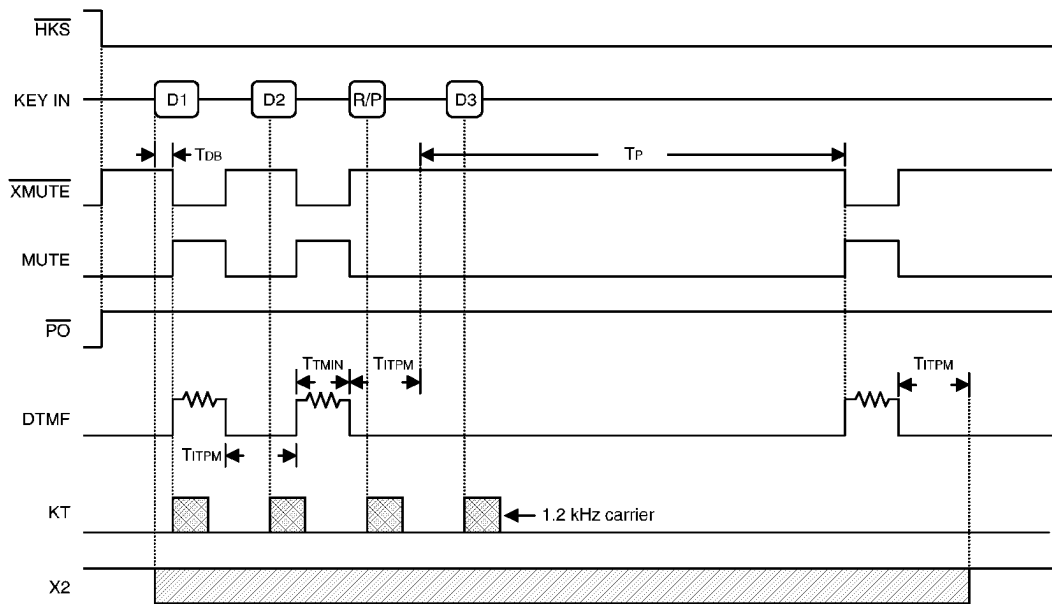 HKS
KEY IN D1 D2 R/P D3
TDB TP
XMUTE
MUTE
PO
TTMIN TITPM TITPM
DTMF
TITPM
KT 1.2 kHz carrier
X2